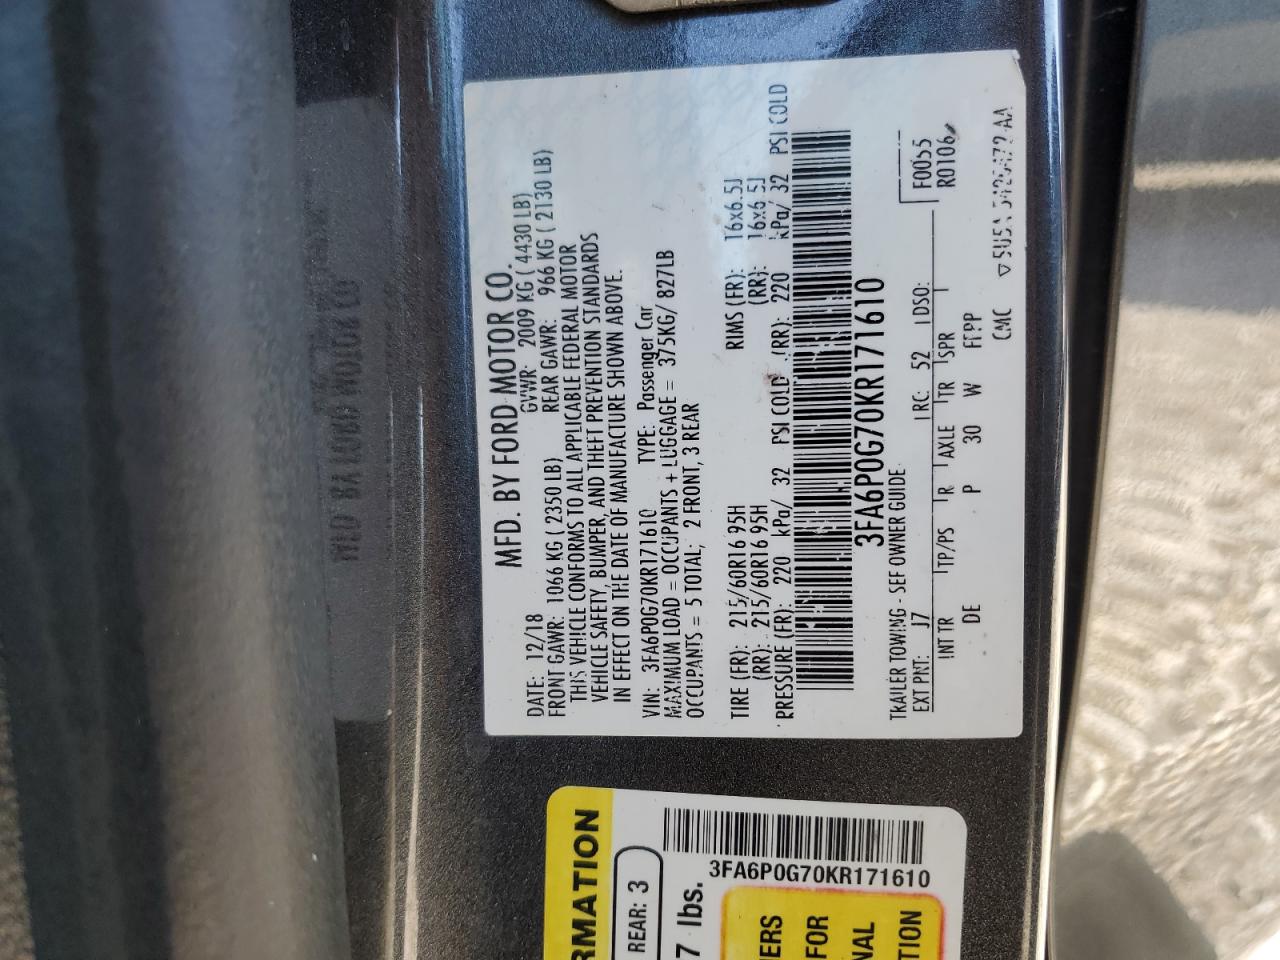 MFD. BY FORD MOTOR CO.
DATE: 12/18 GVWR: 2009 KG ( 4430 LB)
FRONT GAWR: 1066 KG ( 2350 LB) REAR GAWR: 966 KG ( 2130 LB)
THIS VEHICLE CONFORMS TO ALL APPLICABLE FEDERAL MOTOR
VEHICLE SAFETY, BUMPER, AND THEFT PREVENTION STANDARDS
IN EFFECT ON THE DATE OF MANUFACTURE SHOWN ABOVE.
VIN: 3FA6P0G70KR171610 TYPE: Passenger Car
MAXIMUM LOAD = OCCUPANTS + LUGGAGE = 375KG/ 827LB
OCCUPANTS = 5 TOTAL; 2 FRONT, 3 REAR
TIRE (FR): 215/60R16 95H RIMS (FR): 16x6.5J
(RR): 215/60R16 95H (RR): 16x6.5J
PRESSURE (FR): 220 kPa/ 32 PSI COLD (RR): 220 kPa/ 32 PSI COLD
3FA6P0G70KR171610
TRAILER TOWING - SEE OWNER GUIDE
F0055
EXT PNT: J7 RC: 52 DSO:
R0106
INT TR TP/PS R AXLE TR SPR
DE P 30 W FFPP
CMC
RMATION
REAR: 3
7 lbs.
3FA6P0G70KR171610
FOR